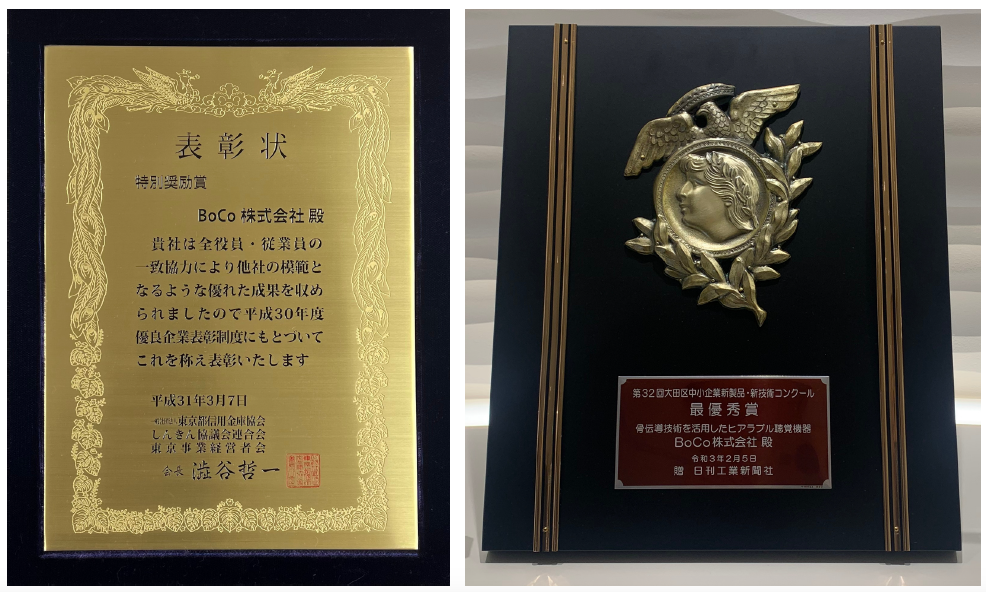 表彰状
特別奨励賞
BoCo 株式会社 殿
貴社は全役員・従業員の
一致協力により他社の模範と
なるような優れた成果を収め
られましたので平成30年度
優良企業表彰制度にもとづいて
これを称え表彰いたします
平成31年3月7日
一般社団法人東京都信用金庫協会
しんきん協議会連合会
東京事業経営者会
会長 澁谷哲一
第32回大田区中小企業新製品・新技術コンクール
最優秀賞
骨伝導技術を活用したヒアラブル聴覚機器
BoCo株式会社 殿
令和3年2月5日
贈 日刊工業新聞社